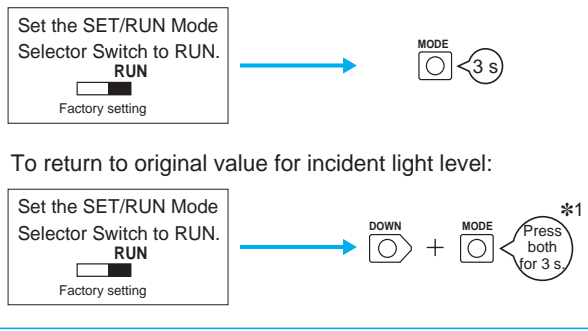 Set the SET/RUN Mode
Selector Switch to RUN.
RUN
Factory setting
MODE
3 s
To return to original value for incident light level:
Set the SET/RUN Mode
Selector Switch to RUN.
RUN
Factory setting
DOWN
+
MODE
Press
both
for 3 s.
✻1